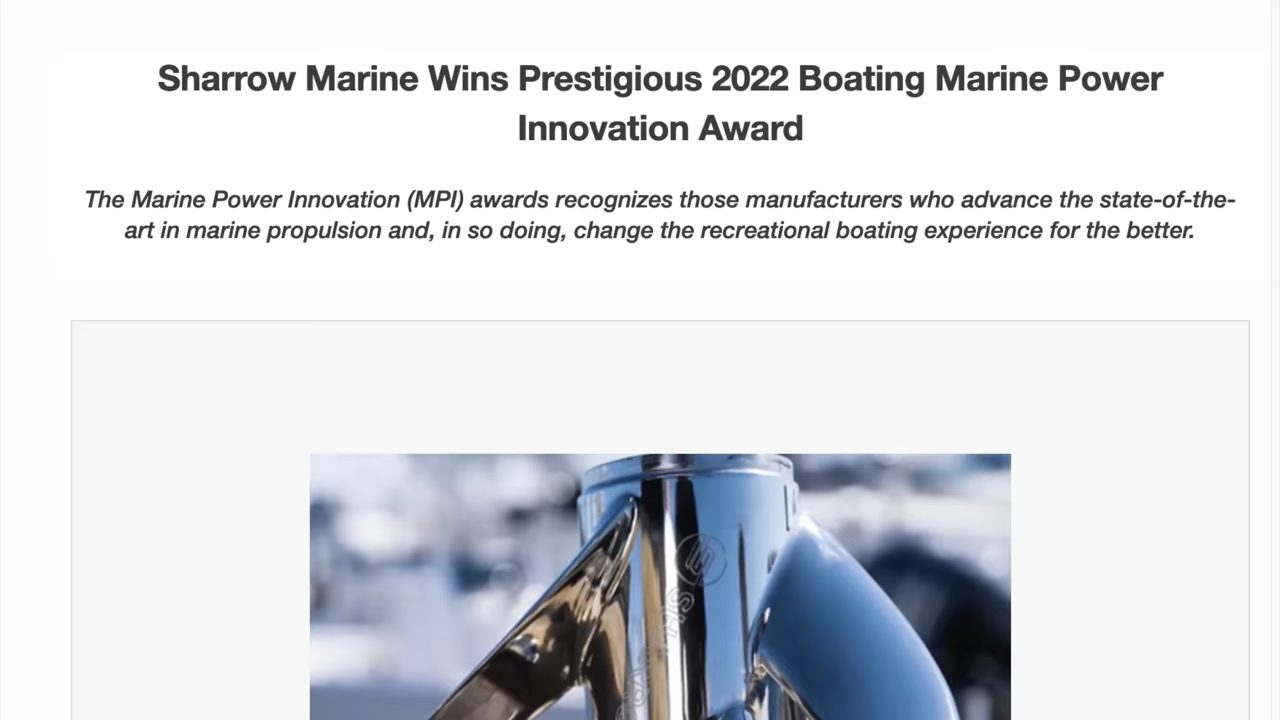 Sharrow Marine Wins Prestigious 2022 Boating Marine Power
Innovation Award
The Marine Power Innovation (MPI) awards recognizes those manufacturers who advance the state-of-the-
art in marine propulsion and, in so doing, change the recreational boating experience for the better.